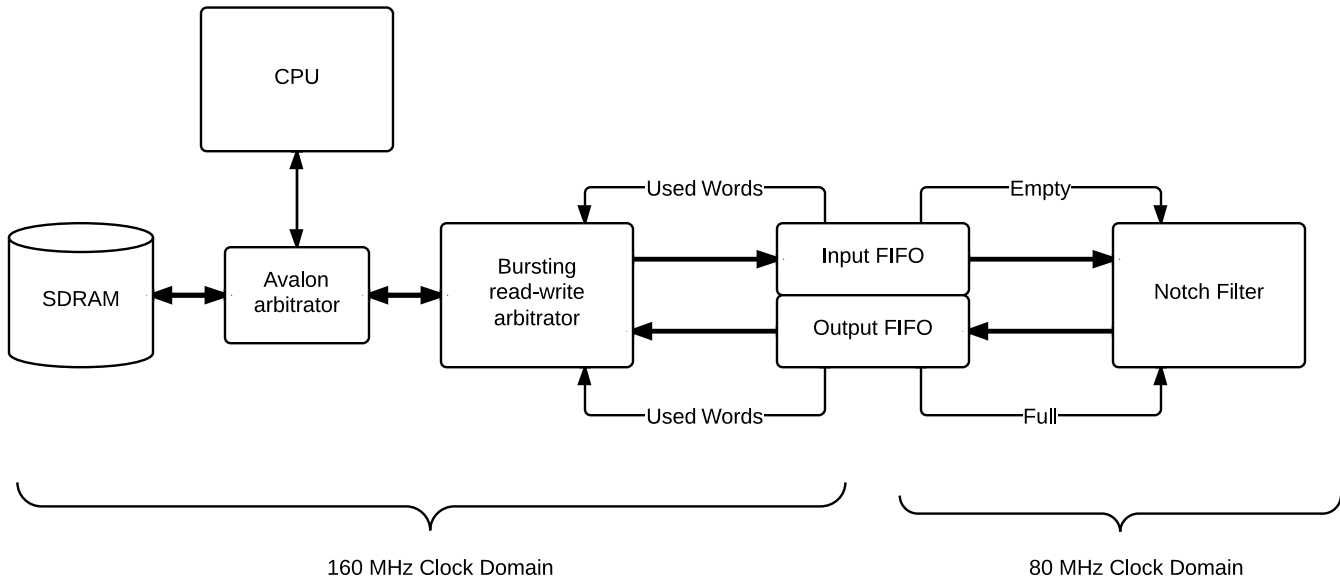 CPU
Used Words
Empty
SDRAM
Avalon
arbitrator
Bursting
read-write
arbitrator
Input FIFO
Output FIFO
Notch Filter
Used Words
Full
160 MHz Clock Domain
80 MHz Clock Domain